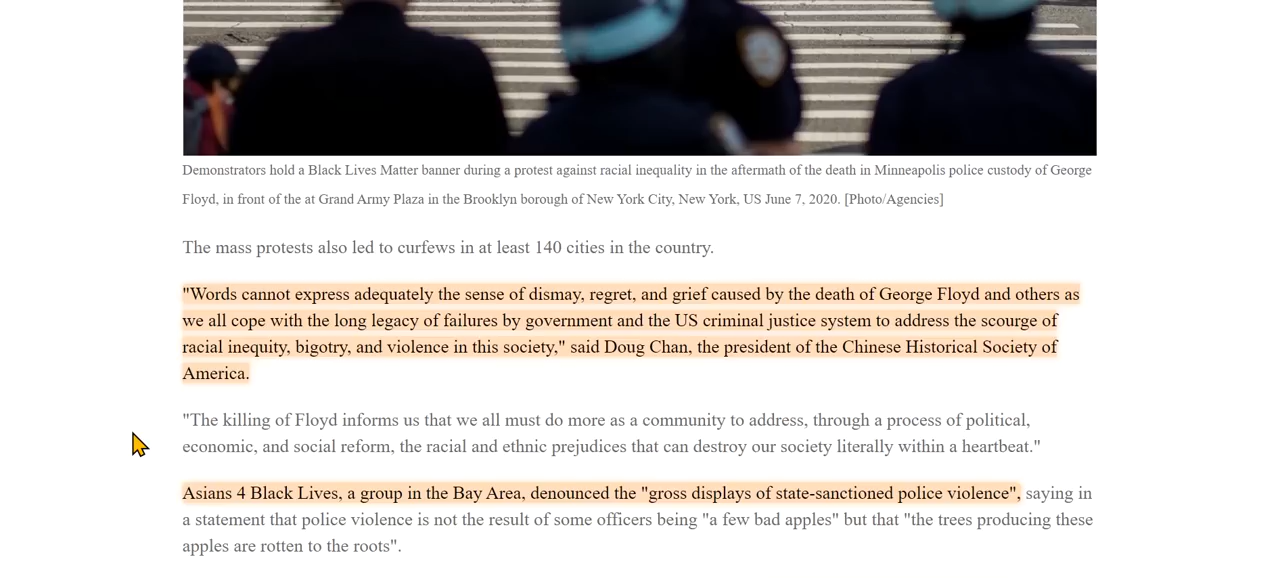 Demonstrators hold a Black Lives Matter banner during a protest against racial inequality in the aftermath of the death in Minneapolis police custody of George
Floyd, in front of the at Grand Army Plaza in the Brooklyn borough of New York City, New York, US June 7, 2020. [Photo/Agencies]
The mass protests also led to curfews in at least 140 cities in the country.
"Words cannot express adequately the sense of dismay, regret, and grief caused by the death of George Floyd and others as
we all cope with the long legacy of failures by government and the US criminal justice system to address the scourge of
racial inequity, bigotry, and violence in this society," said Doug Chan, the president of the Chinese Historical Society of
America.
"The killing of Floyd informs us that we all must do more as a community to address, through a process of political,
economic, and social reform, the racial and ethnic prejudices that can destroy our society literally within a heartbeat."
Asians 4 Black Lives, a group in the Bay Area, denounced the "gross displays of state-sanctioned police violence", saying in
a statement that police violence is not the result of some officers being "a few bad apples" but that "the trees producing these
apples are rotten to the roots".